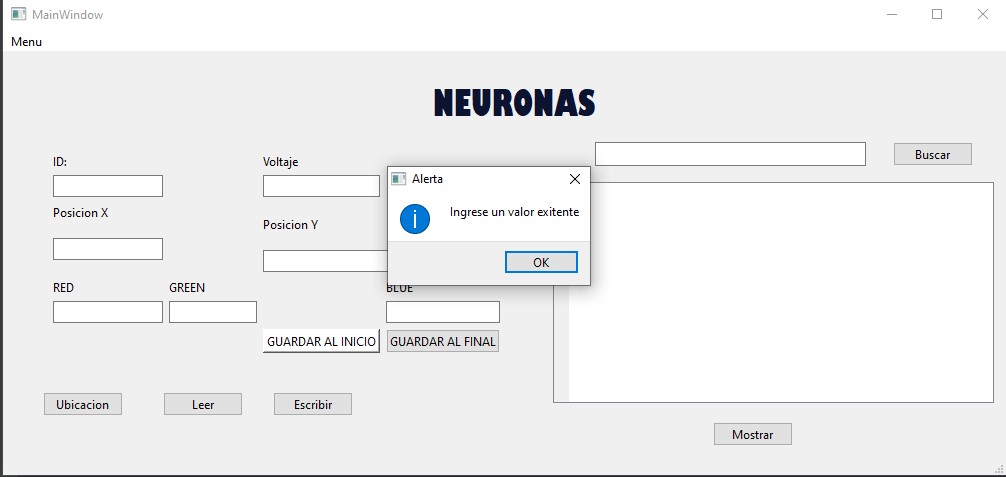 MainWindow
Menu
NEURONAS
Buscar
ID:
Voltaje
Alerta
Ingrese un valor exitente
OK
Posicion X
Posicion Y
RED
GREEN
BLUE
GUARDAR AL INICIO
GUARDAR AL FINAL
Ubicacion
Leer
Escribir
Mostrar